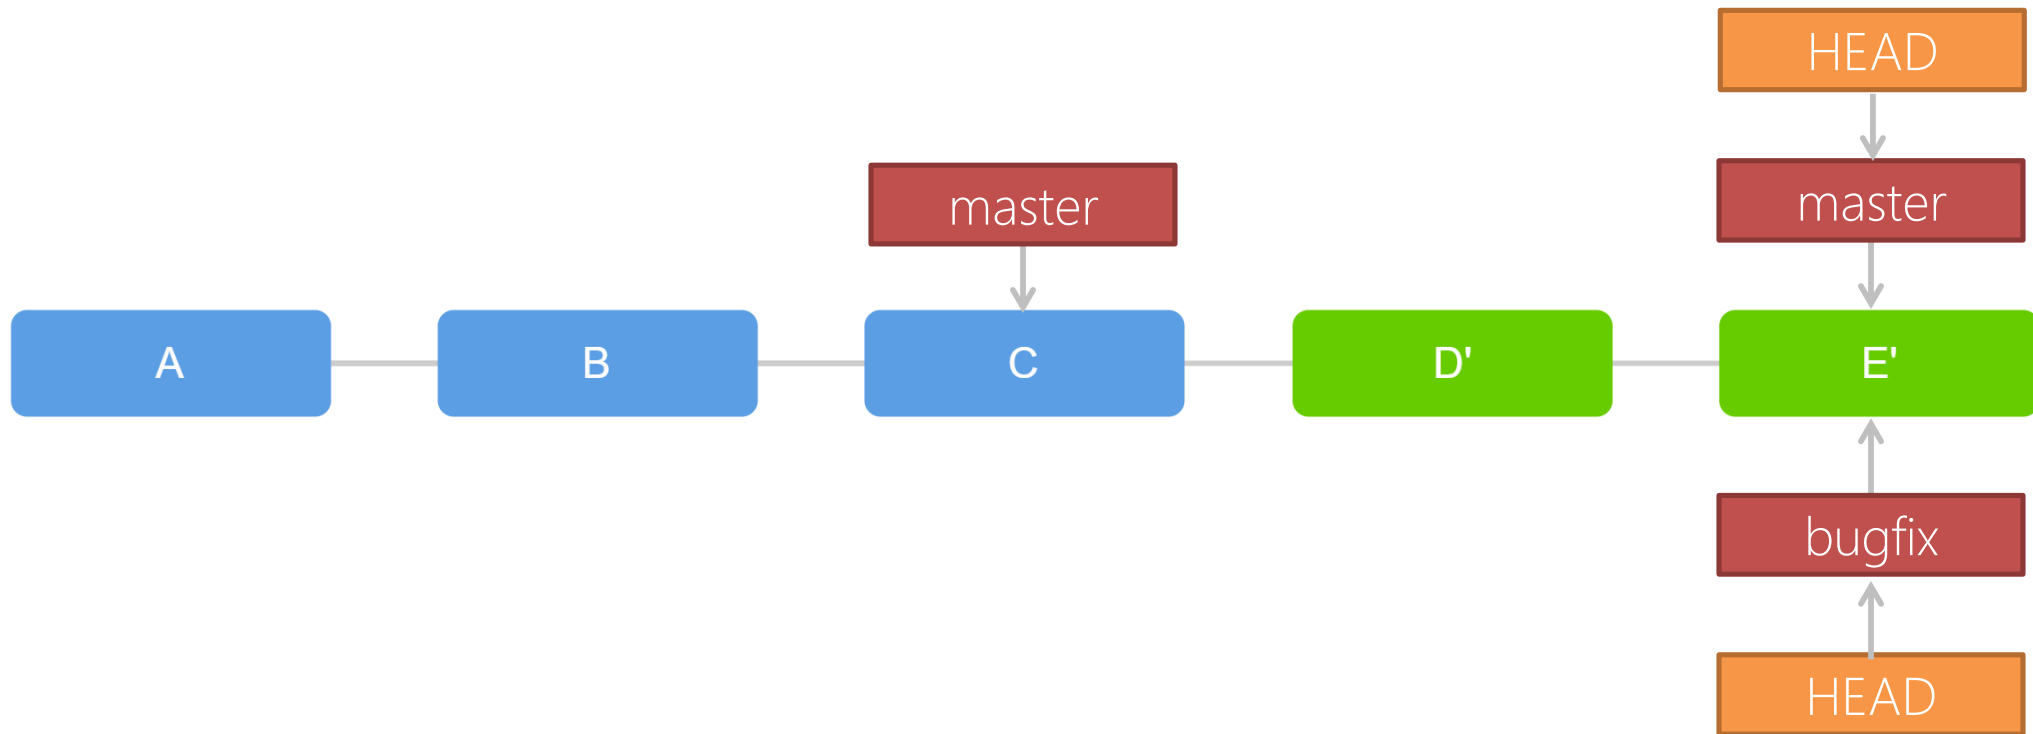 HEAD
master
master
A
B
C
D'
E'
bugfix
HEAD